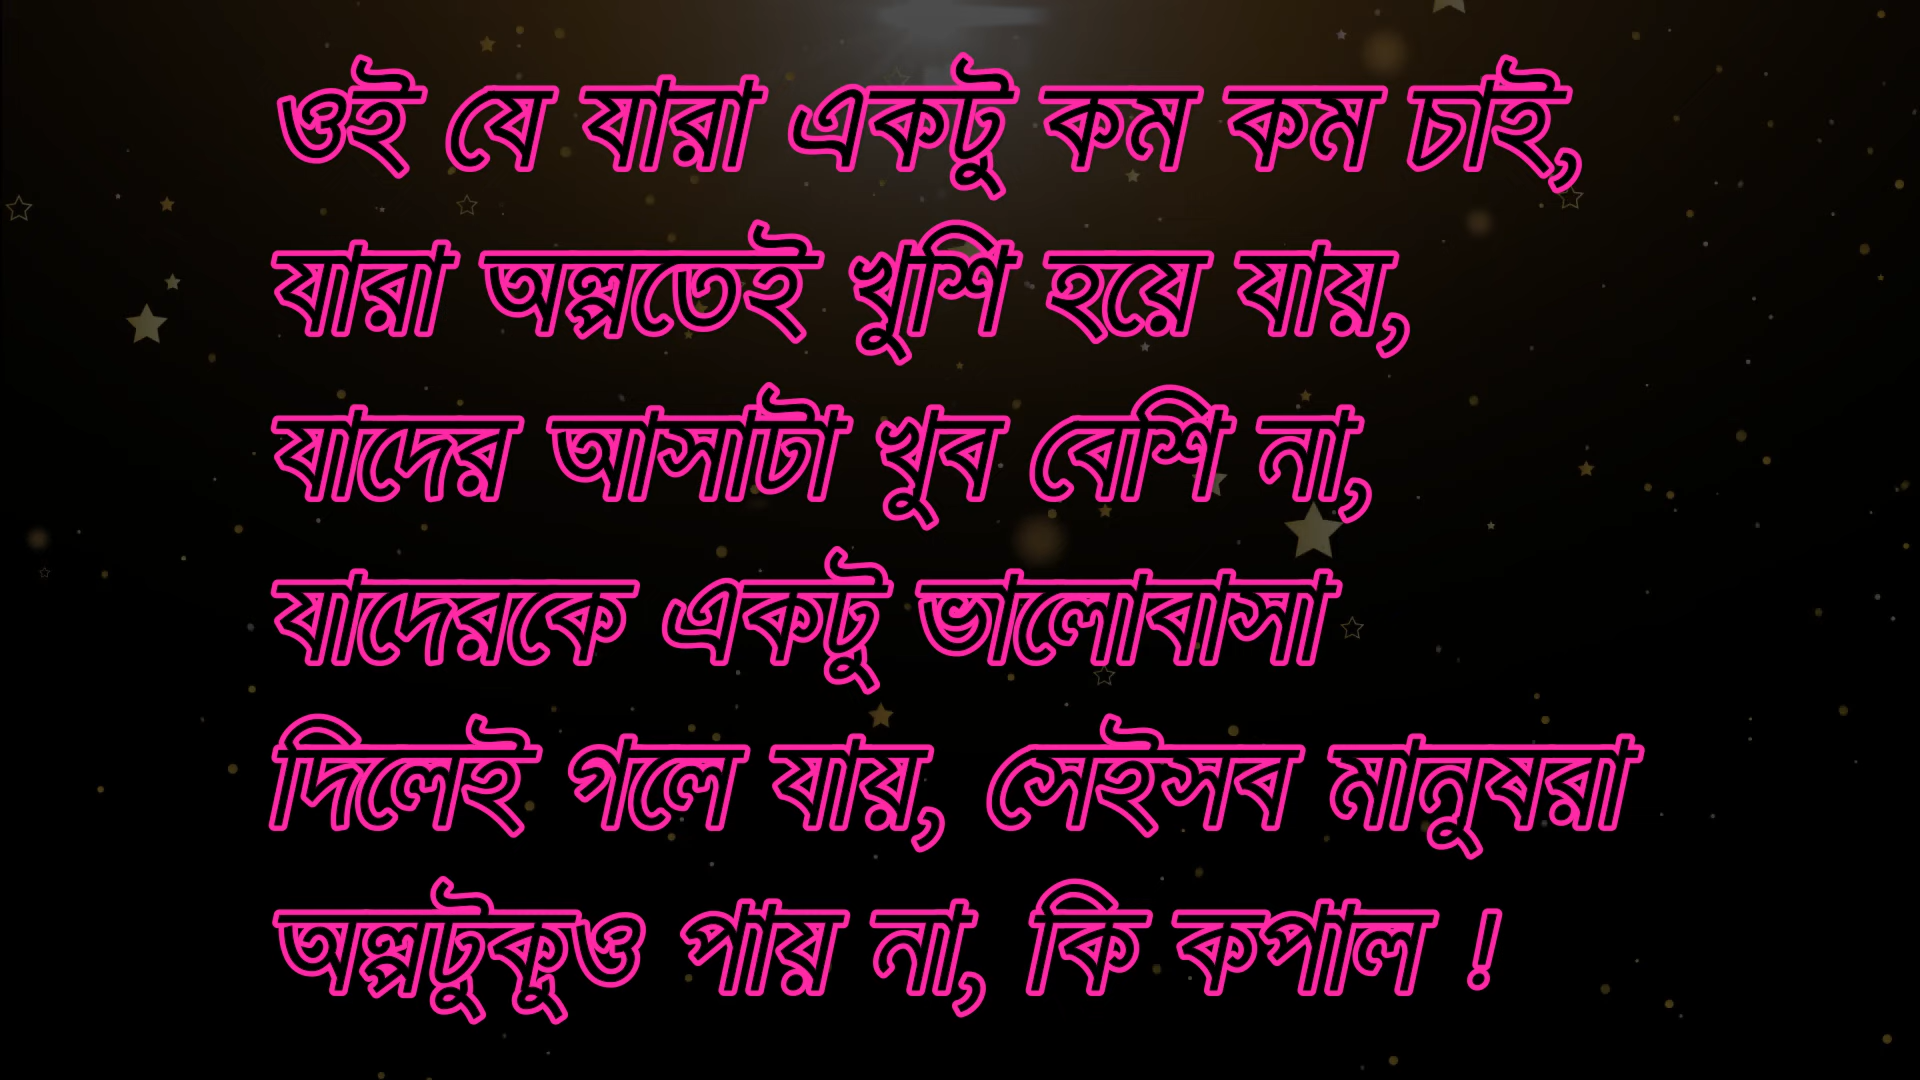 ওই যে যারা একটু কম কম চাই,
যারা অল্পতেই খুশি হয়ে যায়,
যাদের আসাটা খুব বেশি না,
যাদেরকে একটু ভালোবাসা
দিলেই গলে যায়, সেইসব মানুষরা
অল্পটুকুও পায় না, কি কপাল !